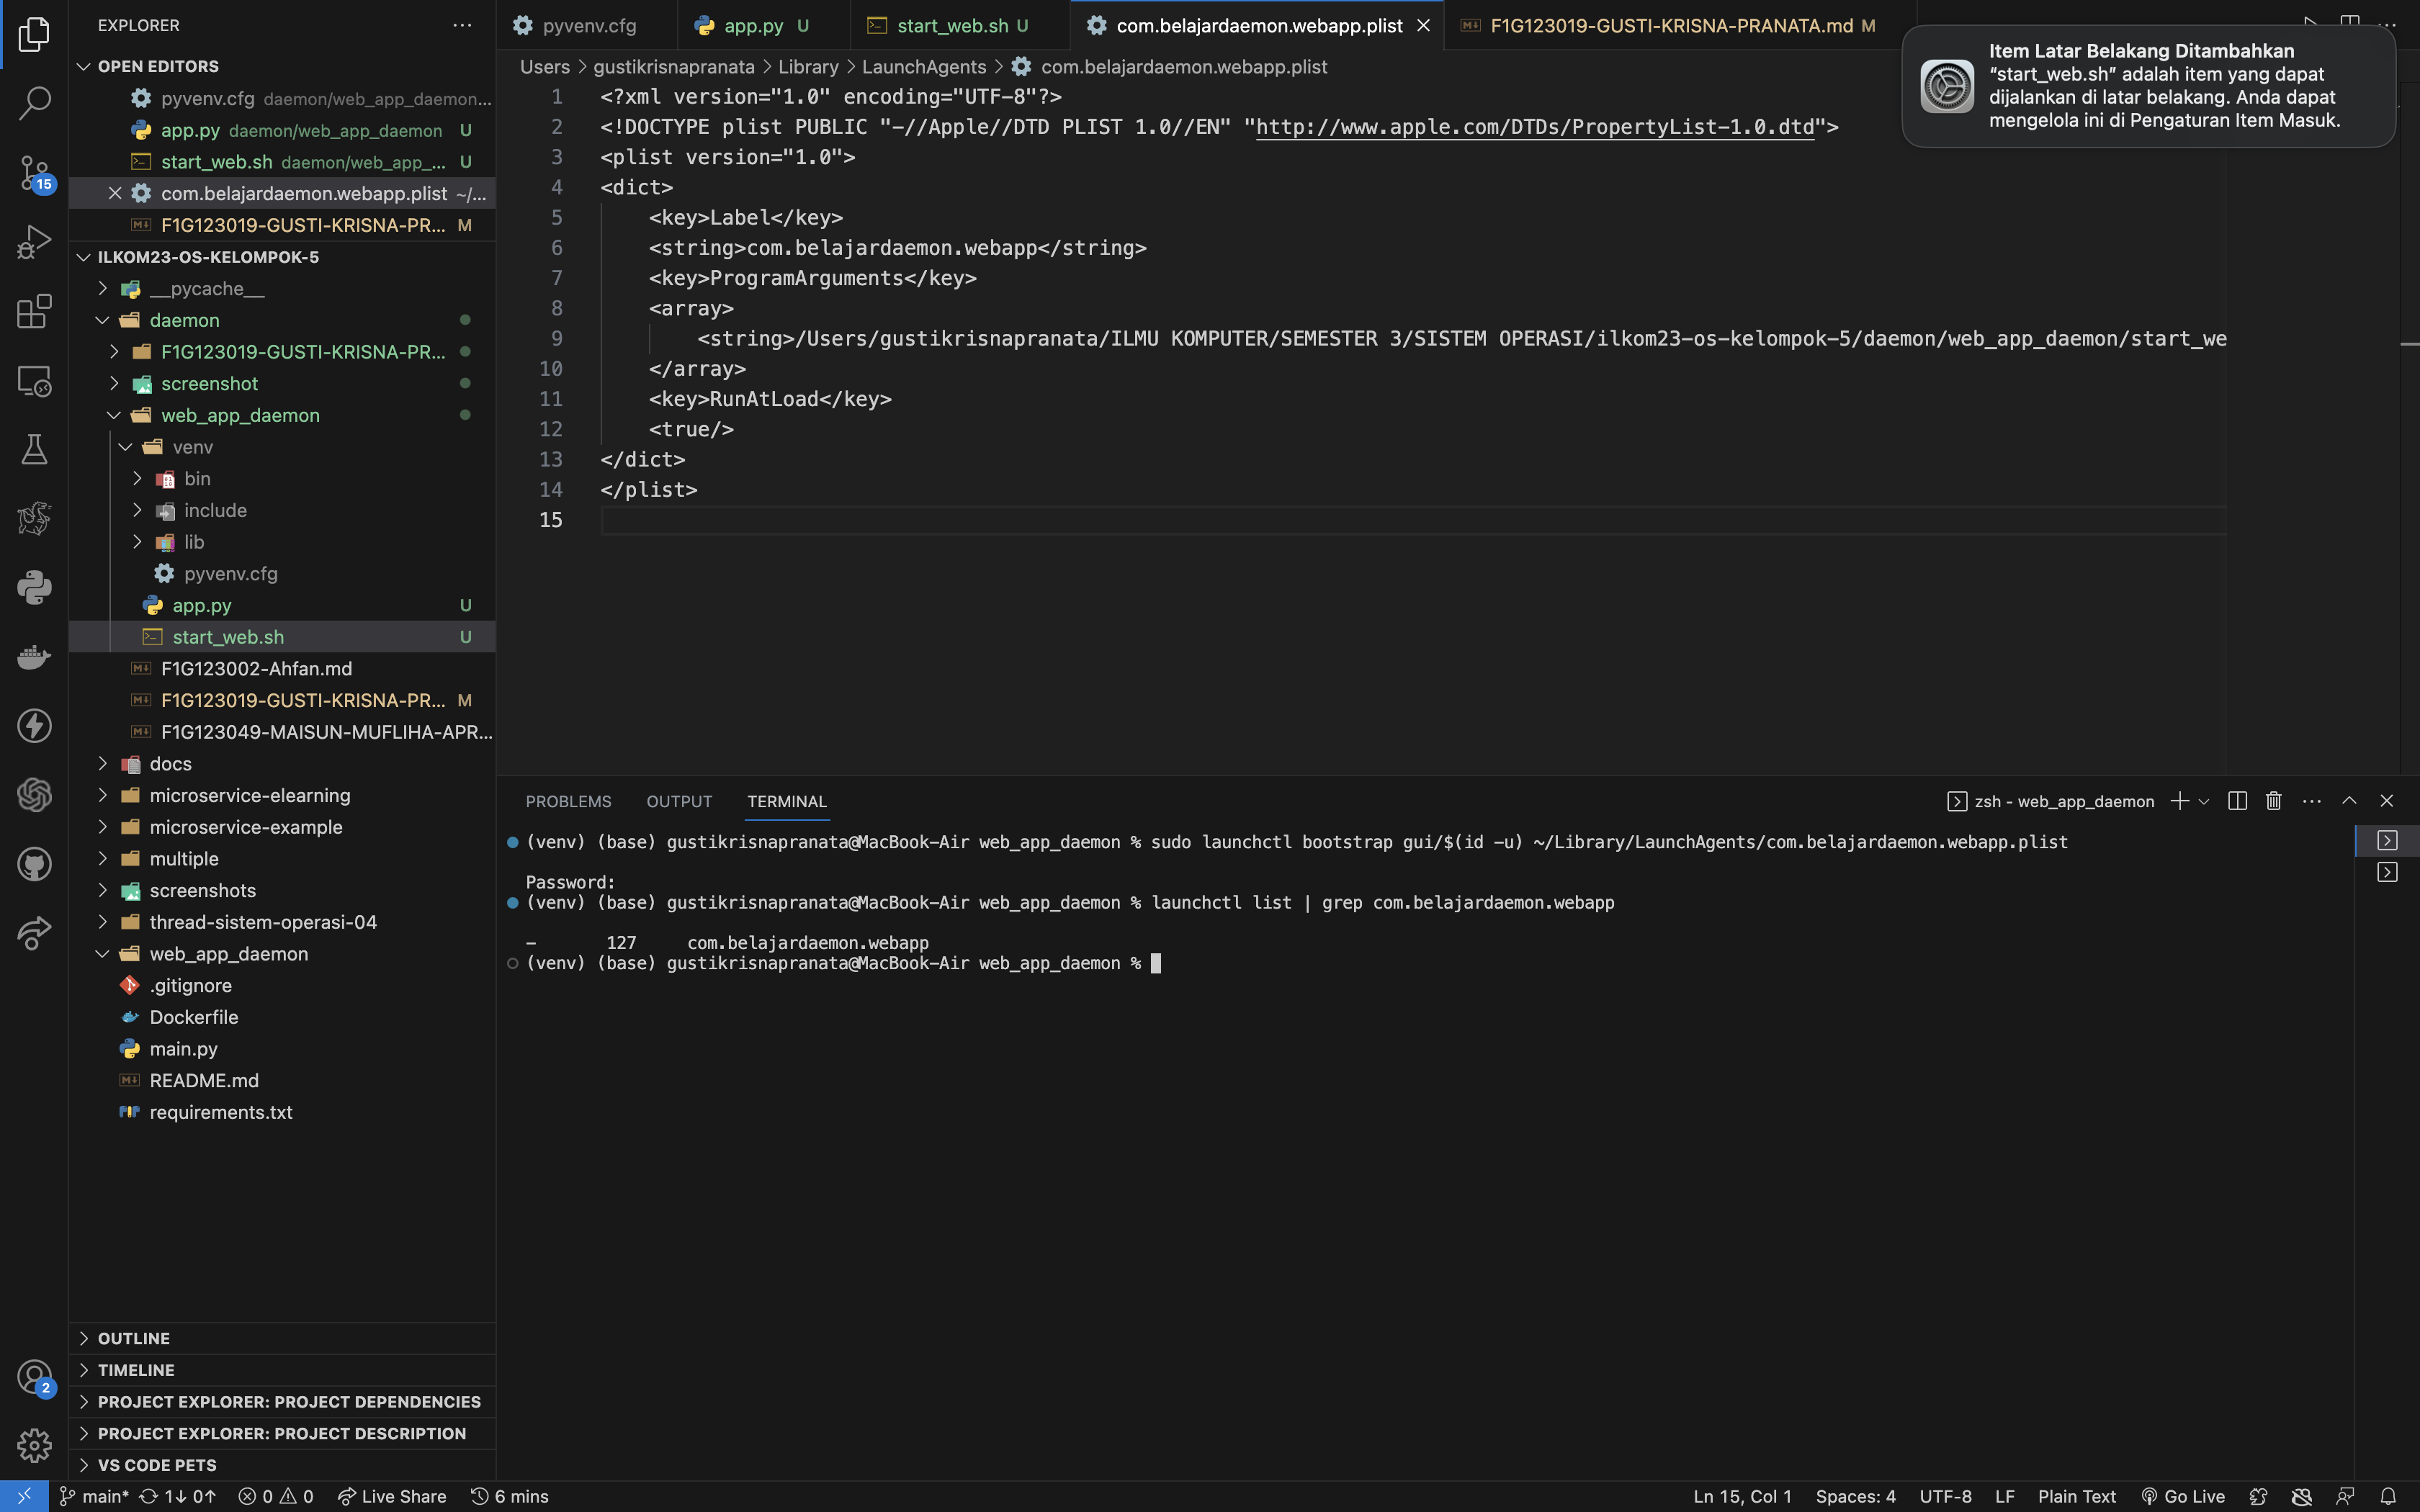 EXPLORER
OPEN EDITORS
pyvenv.cfg daemon/web_app_daemon...
app.py daemon/web_app_daemon U
start_web.sh daemon/web_app_... U
com.belajardaemon.webapp.plist ~/...
F1G123019-GUSTI-KRISNA-PR... M
ILKOM23-OS-KELOMPOK-5
__pycache__
daemon
F1G123019-GUSTI-KRISNA-PR...
screenshot
web_app_daemon
venv
bin
include
lib
pyvenv.cfg
app.py U
start_web.sh U
F1G123002-Ahfan.md
F1G123019-GUSTI-KRISNA-PR... M
F1G123049-MAISUN-MUFLIHA-APR...
docs
microservice-elearning
microservice-example
multiple
screenshots
thread-sistem-operasi-04
web_app_daemon
.gitignore
Dockerfile
main.py
README.md
requirements.txt
OUTLINE
TIMELINE
PROJECT EXPLORER: PROJECT DEPENDENCIES
PROJECT EXPLORER: PROJECT DESCRIPTION
VS CODE PETS
15
2
pyvenv.cfg app.py U start_web.sh U com.belajardaemon.webapp.plist F1G123019-GUSTI-KRISNA-PRANATA.md M
Users > gustikrisnapranata > Library > LaunchAgents > com.belajardaemon.webapp.plist
1 <?xml version="1.0" encoding="UTF-8"?>
2 <!DOCTYPE plist PUBLIC "-//Apple//DTD PLIST 1.0//EN" "http://www.apple.com/DTDs/PropertyList-1.0.dtd">
3 <plist version="1.0">
4 <dict>
5 <key>Label</key>
6 <string>com.belajardaemon.webapp</string>
7 <key>ProgramArguments</key>
8 <array>
9 <string>/Users/gustikrisnapranata/ILMU KOMPUTER/SEMESTER 3/SISTEM OPERASI/ilkom23-os-kelompok-5/daemon/web_app_daemon/start_we
10 </array>
11 <key>RunAtLoad</key>
12 <true/>
13 </dict>
14 </plist>
15
Item Latar Belakang Ditambahkan
“start_web.sh” adalah item yang dapat
dijalankan di latar belakang. Anda dapat
mengelola ini di Pengaturan Item Masuk.
PROBLEMS OUTPUT TERMINAL
zsh - web_app_daemon
(venv) (base) gustikrisnapranata@MacBook-Air web_app_daemon % sudo launchctl bootstrap gui/$(id -u) ~/Library/LaunchAgents/com.belajardaemon.webapp.plist
Password:
(venv) (base) gustikrisnapranata@MacBook-Air web_app_daemon % launchctl list | grep com.belajardaemon.webapp
- 127 com.belajardaemon.webapp
(venv) (base) gustikrisnapranata@MacBook-Air web_app_daemon %
main* 1↓ 0↑ 0 0 Live Share 6 mins
Ln 15, Col 1 Spaces: 4 UTF-8 LF Plain Text Go Live